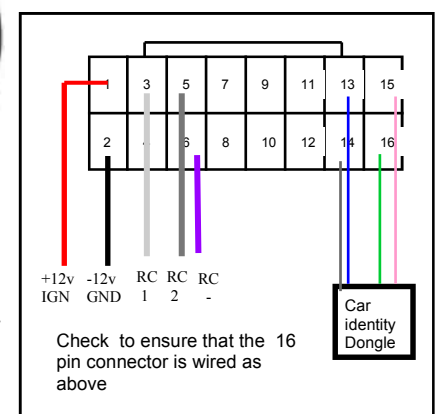 1 3 5 7 9 11 13 15
2 4 6 8 10 12 14 16
+12v -12v RC RC RC
IGN GND 1 2 -
Car
identity
Dongle
Check to ensure that the 16
pin connector is wired as
above